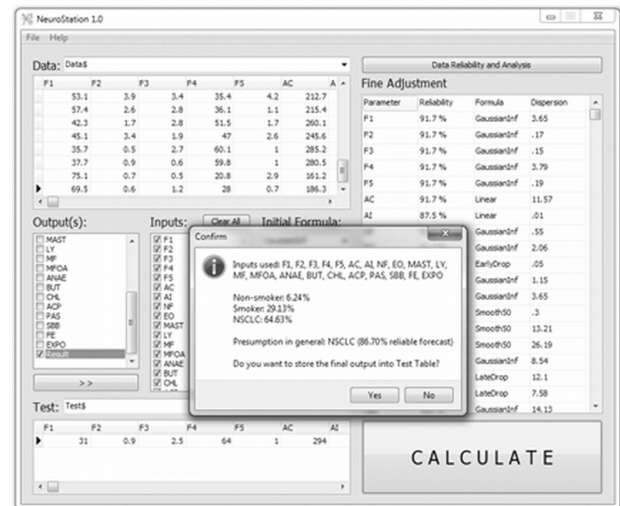 NeuroStation 1.0
File Help
Data: Data$
F1 F2 F3 F4 F5 AC A
53.1 3.9 3.4 35.4 4.2 212.7
57.4 2.6 2.8 36.1 1.1 215.4
42.3 1.7 2.8 51.5 1.7 260.1
45.1 3.4 1.9 47 2.6 245.6
35.7 0.5 2.7 60.1 1 285.2
37.7 0.9 0.6 59.8 1 280.5
75.1 0.7 0.5 20.8 2.9 161.2
69.5 0.6 1.2 28 0.7 186.3
Output(s):
MAST
LY
MF
MFOA
ANAE
BUT
CHL
ACP
PAS
SBB
FE
EXPO
Result
>>
Inputs: Clear All Initial Formula:
F1
F2
F3
F4
F5
AC
AI
NF
EO
MAST
LY
MF
MFOA
ANAE
BUT
CHL
Test: Test$
F1 F2 F3 F4 F5 AC AI
31 0.9 2.5 64 1 294
Data Reliability and Analysis
Fine Adjustment
Parameter Reliability Formula Dispersion
F1 91.7 % GaussianInf 3.65
F2 91.7 % GaussianInf .17
F3 91.7 % GaussianInf .15
F4 91.7 % GaussianInf 3.79
F5 91.7 % GaussianInf .19
AC 91.7 % Linear 11.57
AI 87.5 % Linear .01
GaussianInf .55
GaussianInf 2.06
EarlyDrop .05
GaussianInf 1.15
GaussianInf 3.65
Smooth50 .3
Smooth50 13.21
Smooth50 26.19
GaussianInf 8.54
LateDrop 12.1
LateDrop 7.58
GaussianInf 14.13
CALCULATE
Confirm
Inputs used: F1, F2, F3, F4, F5, AC, AI, NF, EO, MAST, LY,
MF, MFOA, ANAE, BUT, CHL, ACP, PAS, SBB, FE, EXPO
Non-smoker: 6.24%
Smoker: 29.13%
NSCLC: 64.63%
Presumption in general: NSCLC (86.70% reliable forecast)
Do you want to store the final output into Test Table?
Yes No